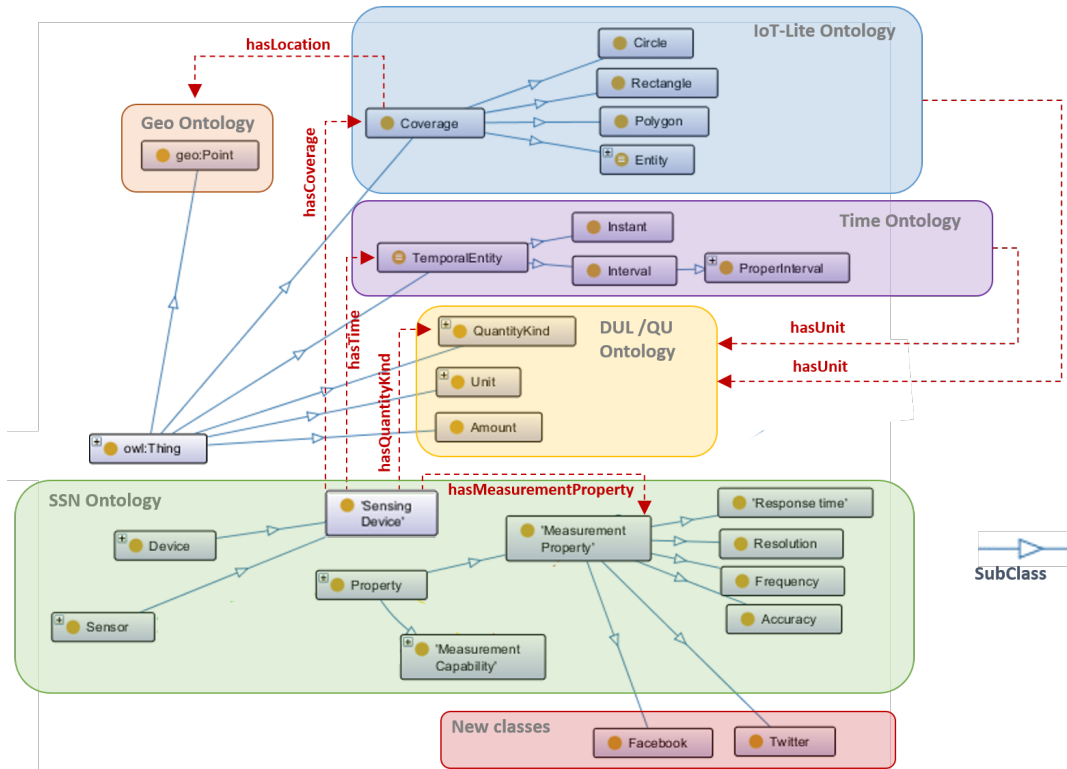 IoT-Lite Ontology
hasLocation
Circle
Rectangle
Geo Ontology
Coverage
Polygon
geo:Point
Entity
hasCoverage
Time Ontology
Instant
TemporalEntity
Interval
ProperInterval
hasTime
QuantityKind
DUL /QU
Ontology
hasUnit
hasUnit
hasQuantityKind
Unit
Amount
owl:Thing
SSN Ontology
hasMeasurementProperty
'Sensing
Device'
'Response time'
Device
'Measurement
Property'
Resolution
SubClass
Property
Frequency
Sensor
Accuracy
'Measurement
Capability'
New classes
Facebook
Twitter